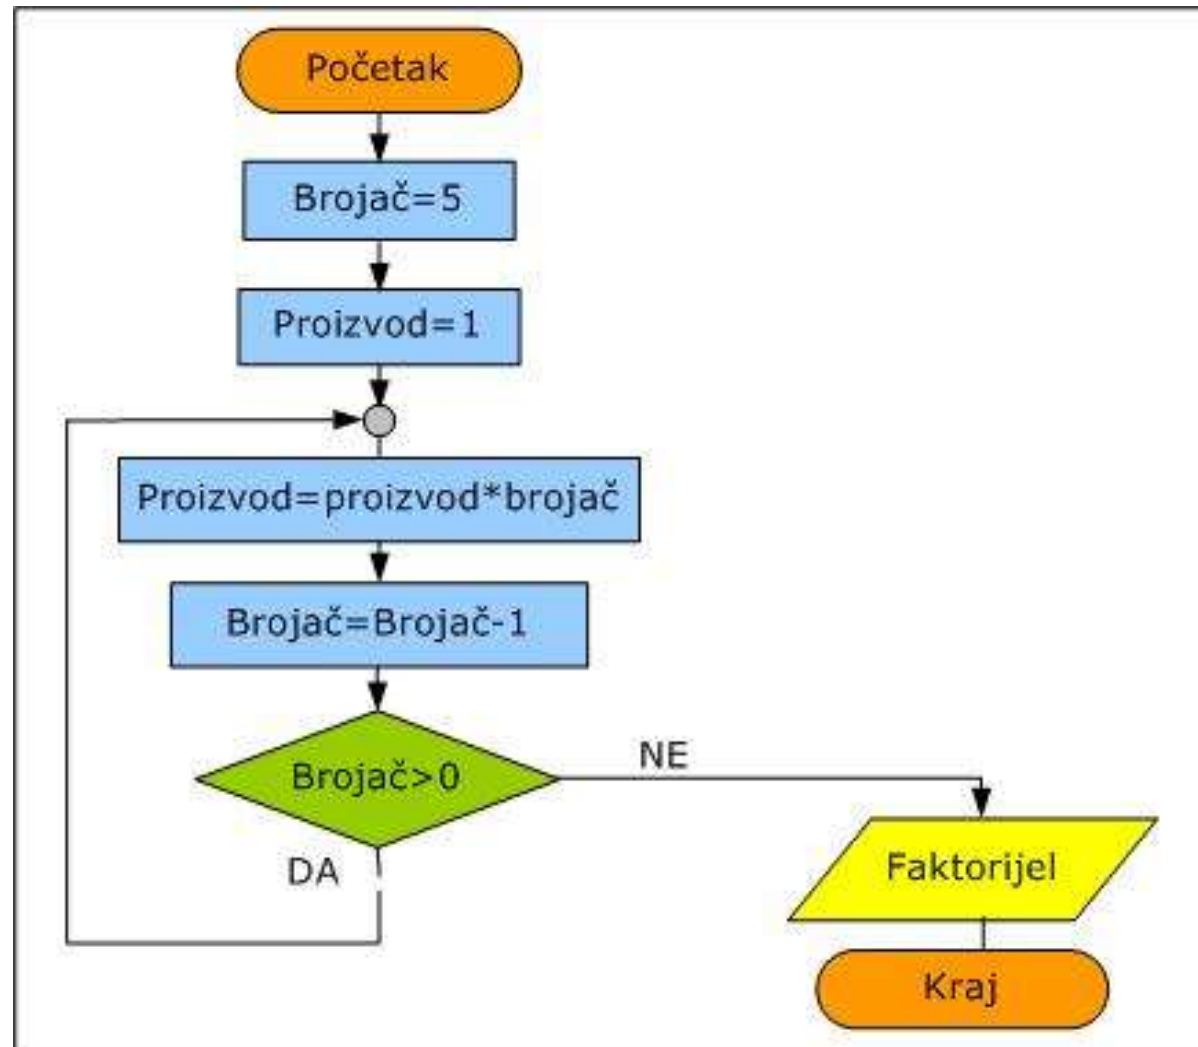 Početak
Brojač=5
Proizvod=1
Proizvod=proizvod*brojač
Brojač=Brojač-1
Brojač>0
NE
DA
Faktorijel
Kraj